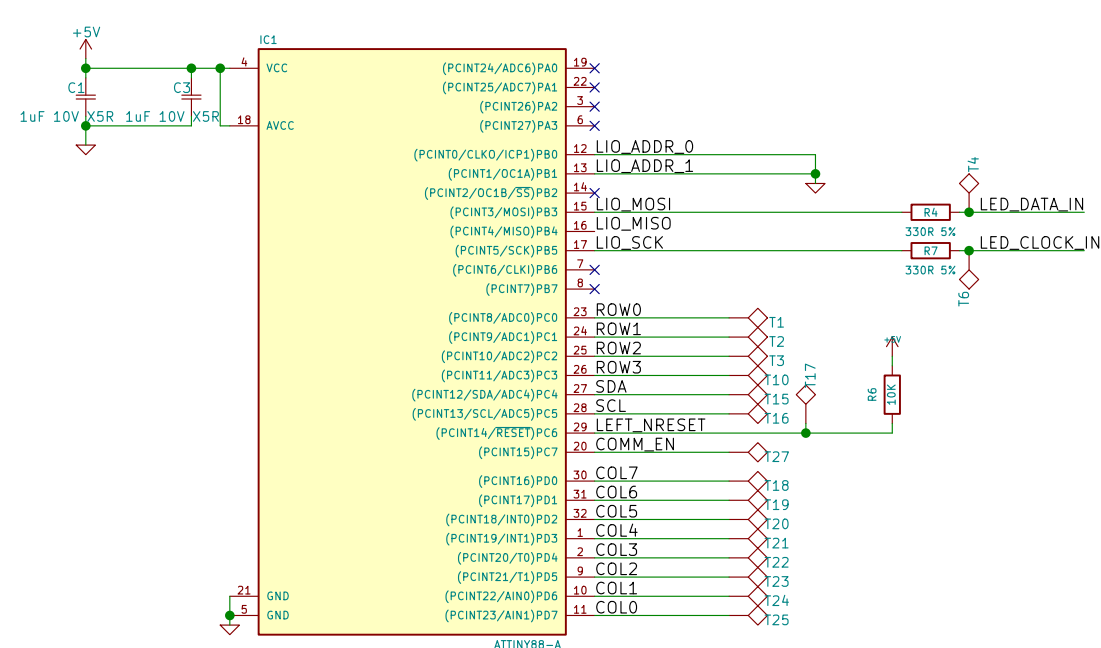 +5V
IC1
4 VCC (PCINT24/ADC6)PA0 19
C1 C3 (PCINT25/ADC7)PA1 22
1uF 10V X5R 1uF 10V X5R (PCINT26)PA2 3
18 AVCC (PCINT27)PA3 6
(PCINT0/CLKO/ICP1)PB0 12 LIO_ADDR_0
(PCINT1/OC1A)PB1 13 LIO_ADDR_1 T4
(PCINT2/OC1B/SS)PB2 14
(PCINT3/MOSI)PB3 15 LIO_MOSI R4 LED_DATA_IN
330R 5%
(PCINT4/MISO)PB4 16 LIO_MISO
(PCINT5/SCK)PB5 17 LIO_SCK R7 LED_CLOCK_IN
330R 5%
(PCINT6/CLKI)PB6 7
(PCINT7)PB7 8 T6
(PCINT8/ADC0)PC0 23 ROW0 T1
(PCINT9/ADC1)PC1 24 ROW1 T2 +5V
(PCINT10/ADC2)PC2 25 ROW2 T3
(PCINT11/ADC3)PC3 26 ROW3 T10 T17
(PCINT12/SDA/ADC4)PC4 27 SDA T15 R6 10K
(PCINT13/SCL/ADC5)PC5 28 SCL T16
(PCINT14/RESET)PC6 29 LEFT_NRESET
(PCINT15)PC7 20 COMM_EN T27
(PCINT16)PD0 30 COL7 T18
(PCINT17)PD1 31 COL6 T19
(PCINT18/INT0)PD2 32 COL5 T20
(PCINT19/INT1)PD3 1 COL4 T21
(PCINT20/T0)PD4 2 COL3 T22
(PCINT21/T1)PD5 9 COL2 T23
21 GND (PCINT22/AIN0)PD6 10 COL1 T24
5 GND (PCINT23/AIN1)PD7 11 COL0 T25
ATTINY88-A